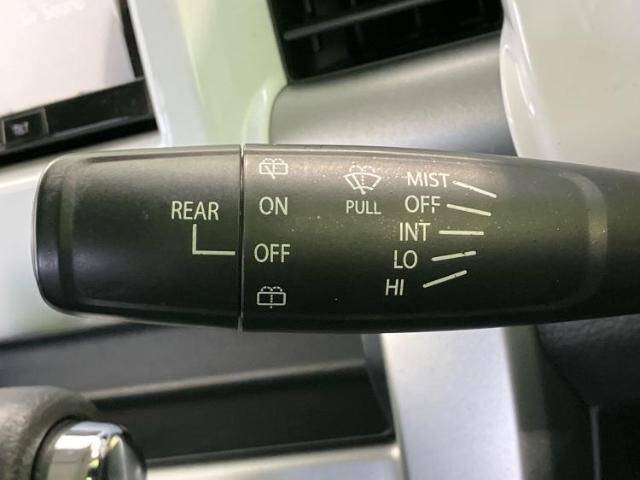 REAR
ON
OFF
PULL
MIST
OFF
INT
LO
HI